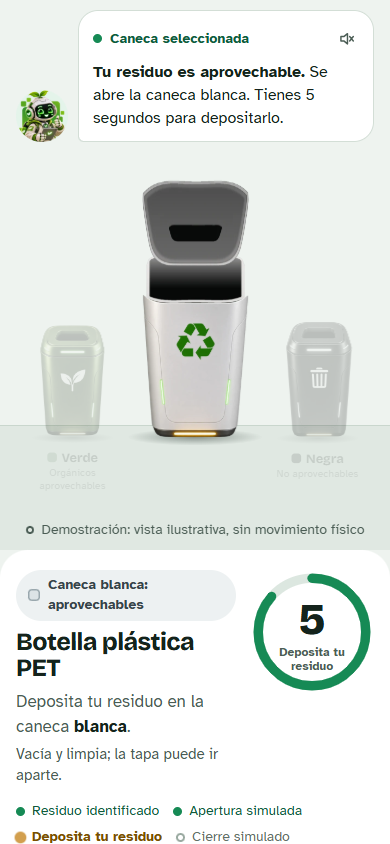 Caneca seleccionada
Tu residuo es aprovechable. Se
abre la caneca blanca. Tienes 5
segundos para depositarlo.
Verde
Orgánicos
aprovechables
Negra
No aprovechables
Demostración: vista ilustrativa, sin movimiento físico
Caneca blanca:
aprovechables
5
Deposita tu
residuo
Botella plástica
PET
Deposita tu residuo en la
caneca blanca.
Vacía y limpia; la tapa puede ir
aparte.
Residuo identificado
Apertura simulada
Deposita tu residuo
Cierre simulado